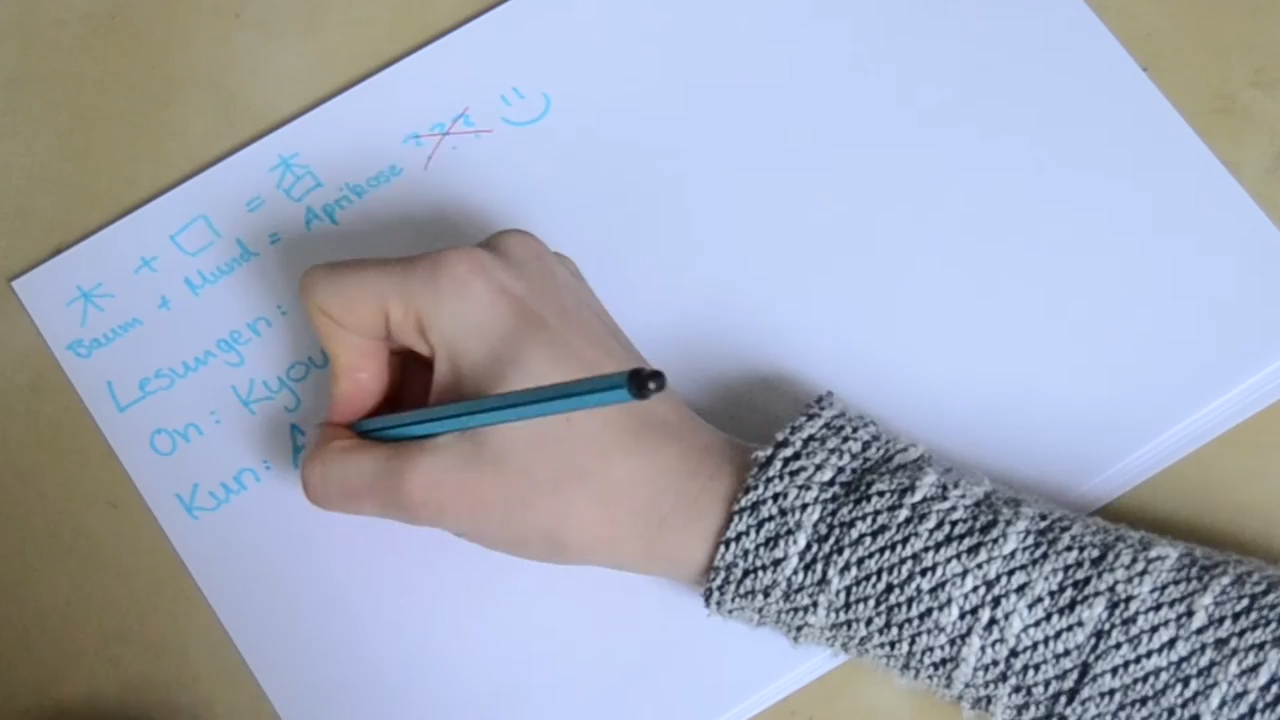 木 + 口 = 杏
Baum + Mund = Aprikose ???
Lesungen:
On: Kyou
Kun: A